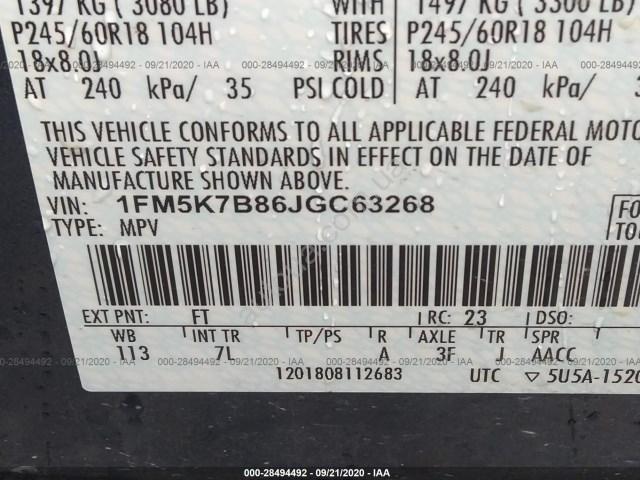 1397 KG ( 3080 LB) WITH 1497 KG ( 3300 LB)
P245/60R18 104H TIRES P245/60R18 104H
18x8.0J RIMS 18x8.0J
AT 240 kPa/ 35 PSI COLD AT 240 kPa/
THIS VEHICLE CONFORMS TO ALL APPLICABLE FEDERAL MOTO
VEHICLE SAFETY STANDARDS IN EFFECT ON THE DATE OF
MANUFACTURE SHOWN ABOVE.
VIN: 1FM5K7B86JGC63268
TYPE: MPV
EXT PNT: FT RC: 23 DSO:
WB INT TR TP/PS R AXLE TR SPR
113 7L A 3F J AACC
1201808112683 UTC ▽ 5U5A-1520
000-28494492 - 09/21/2020 - IAA